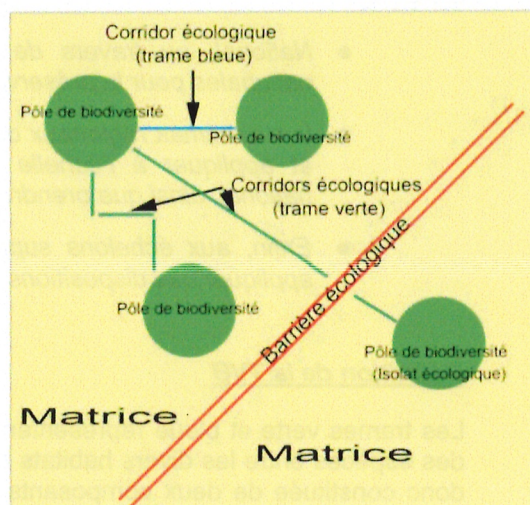 Corridor écologique
(trame bleue)
Pôle de biodiversité
Pôle de biodiversité
Corridors écologiques
(trame verte)
Pôle de biodiversité
Barrière écologique
Pôle de biodiversité
(Isolat écologique)
Matrice
Matrice